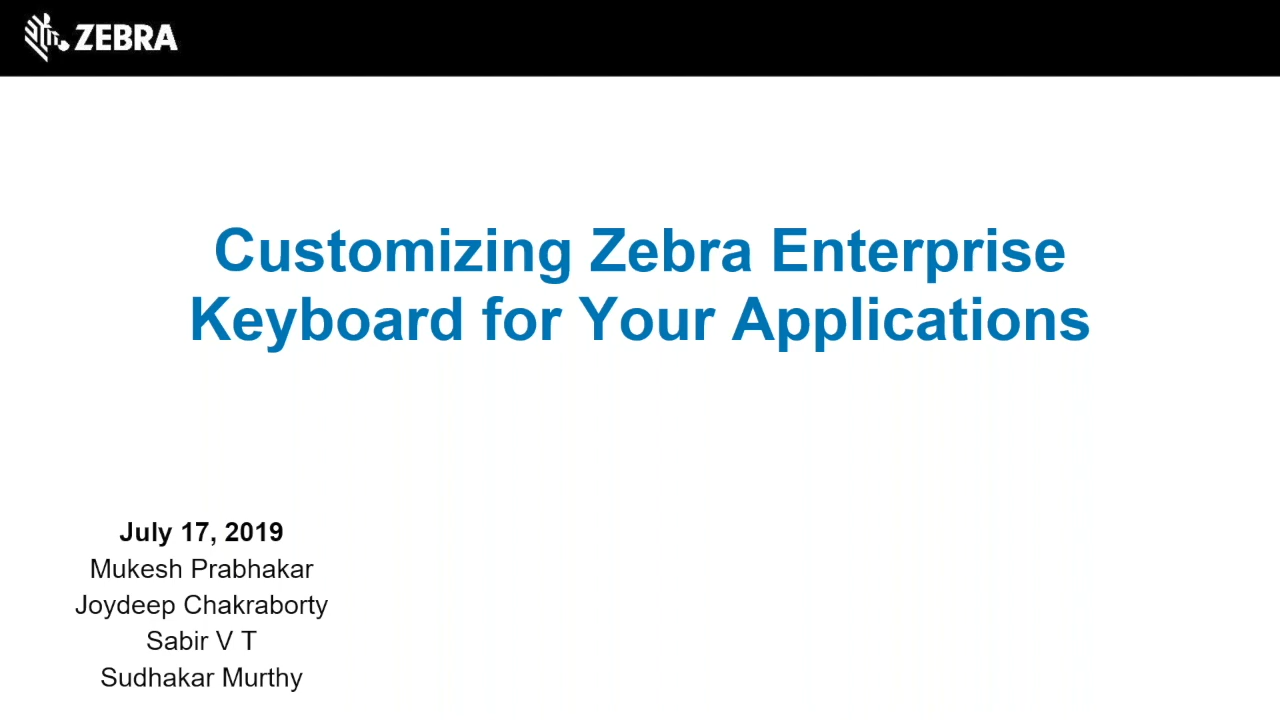 ZEBRA
Customizing Zebra Enterprise
Keyboard for Your Applications
July 17, 2019
Mukesh Prabhakar
Joydeep Chakraborty
Sabir V T
Sudhakar Murthy